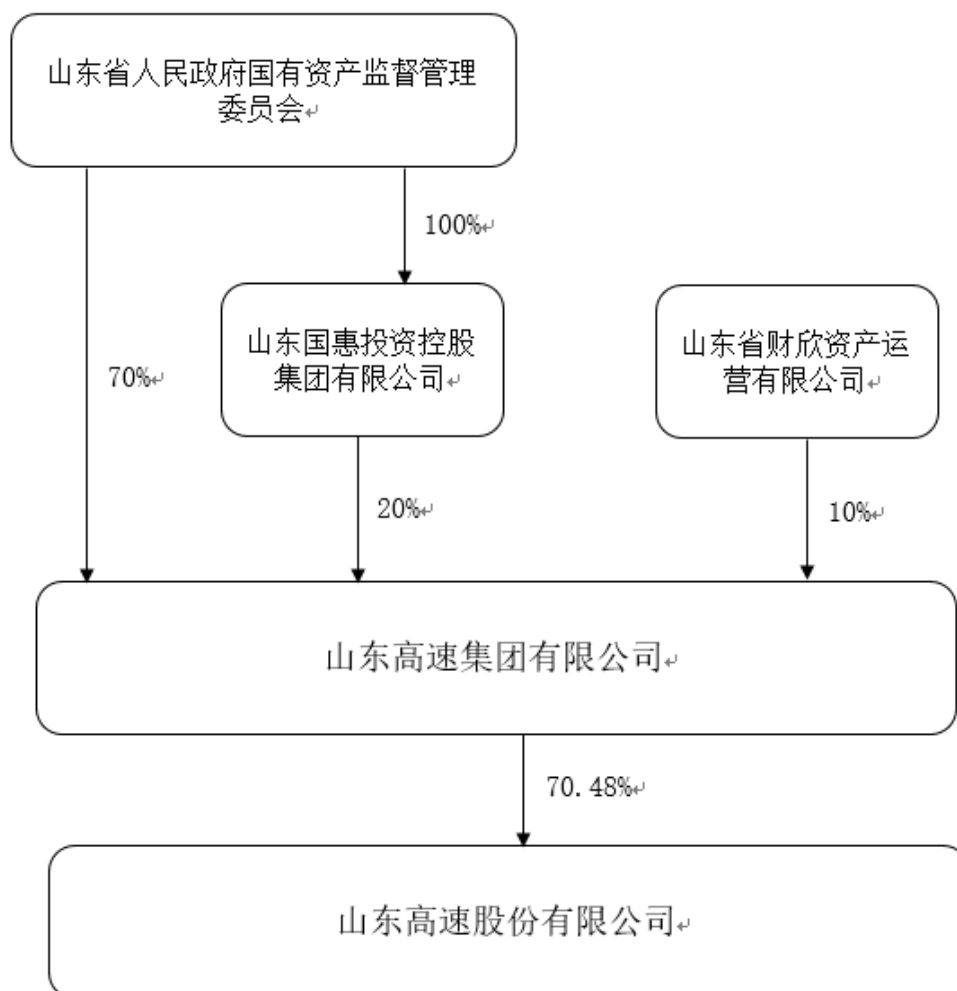 山东省人民政府国有资产监督管理
委员会↵
100%↵
山东国惠投资控股
集团有限公司↵
山东省财欣资产运
营有限公司↵
70%↵
20%↵
10%↵
山东高速集团有限公司↵
70.48%↵
山东高速股份有限公司↵